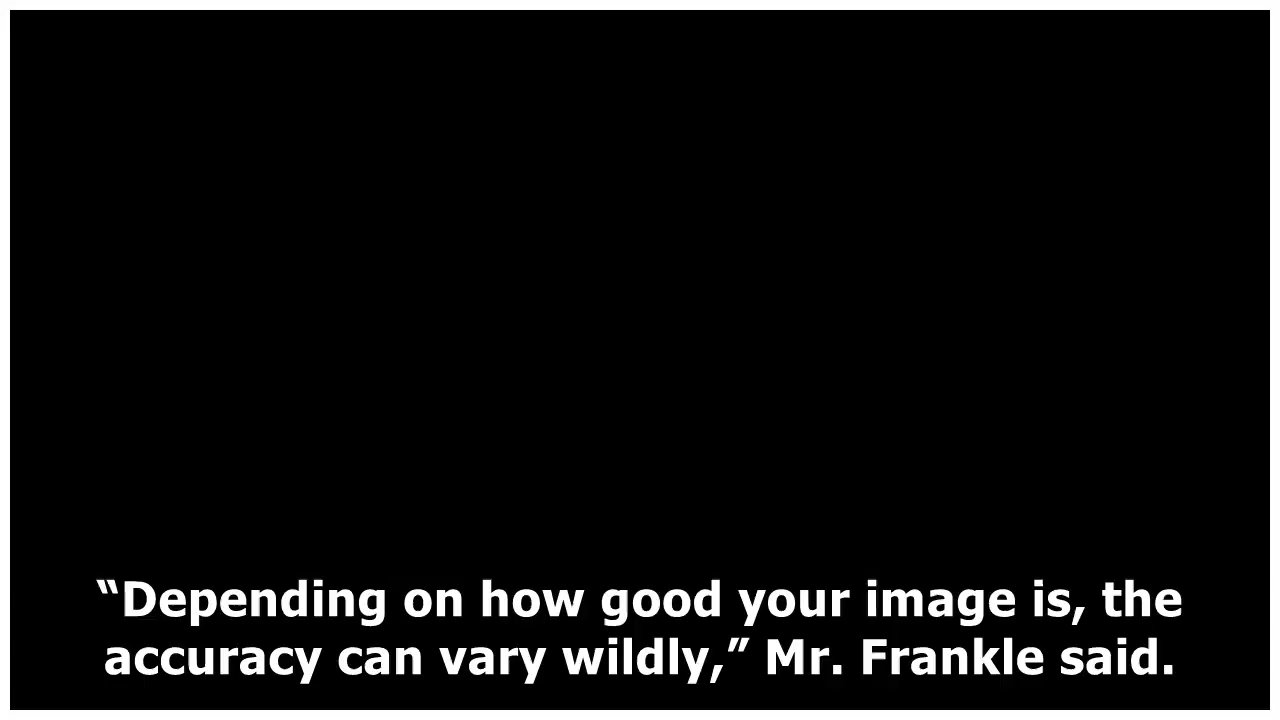 “Depending on how good your image is, the
accuracy can vary wildly,” Mr. Frankle said.